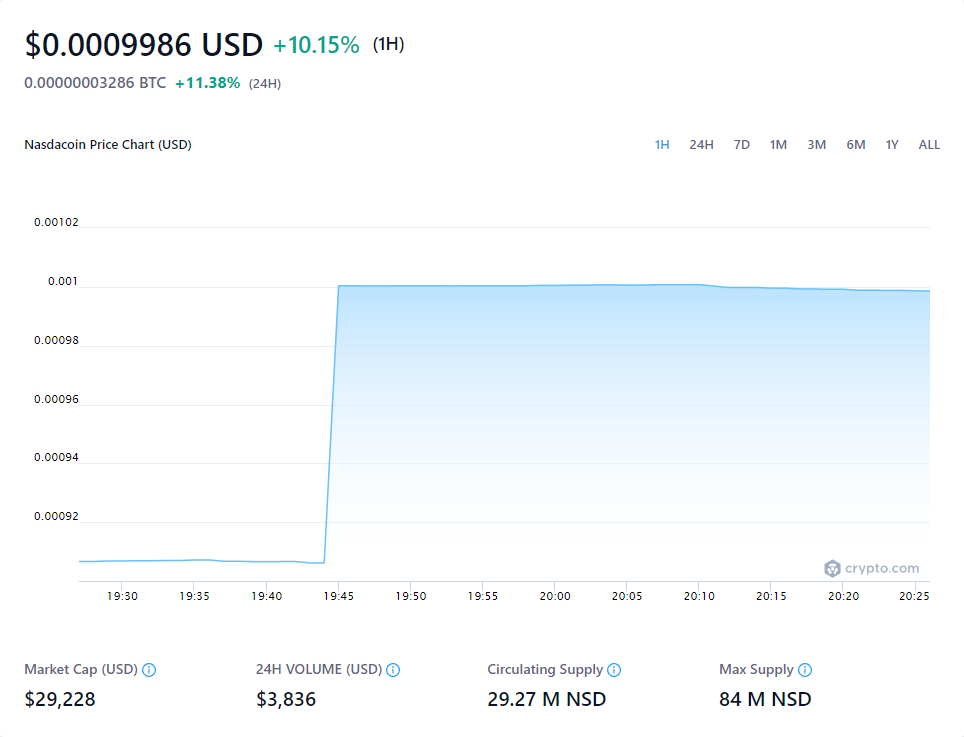 $0.0009986 USD +10.15% (1H)
0.00000003286 BTC +11.38% (24H)
Nasdacoin Price Chart (USD)
1H 24H 7D 1M 3M 6M 1Y ALL
0.00102
0.001
0.00098
0.00096
0.00094
0.00092
crypto.com
19:30 19:35 19:40 19:45 19:50 19:55 20:00 20:05 20:10 20:15 20:20 20:25
Market Cap (USD) 24H VOLUME (USD) Circulating Supply Max Supply
$29,228 $3,836 29.27 M NSD 84 M NSD